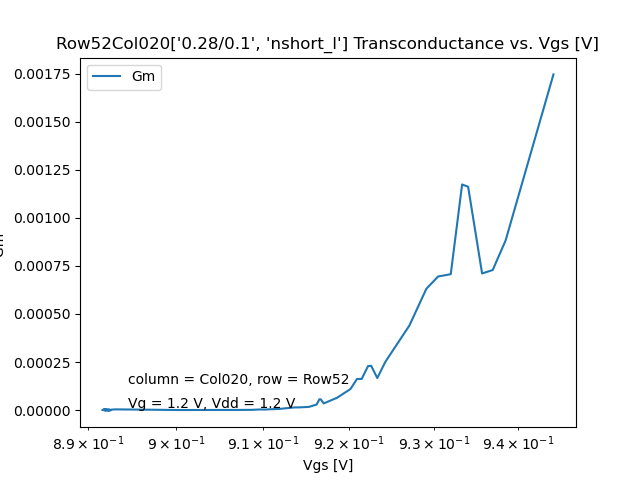 Row52Col020['0.28/0.1', 'nshort_l'] Transconductance vs. Vgs [V]
Gm
0.00175
0.00150
0.00125
0.00100
0.00075
0.00050
0.00025
0.00000
Gm
column = Col020, row = Row52
Vg = 1.2 V, Vdd = 1.2 V
8.9 × 10⁻¹ 9 × 10⁻¹ 9.1 × 10⁻¹ 9.2 × 10⁻¹ 9.3 × 10⁻¹ 9.4 × 10⁻¹
Vgs [V]